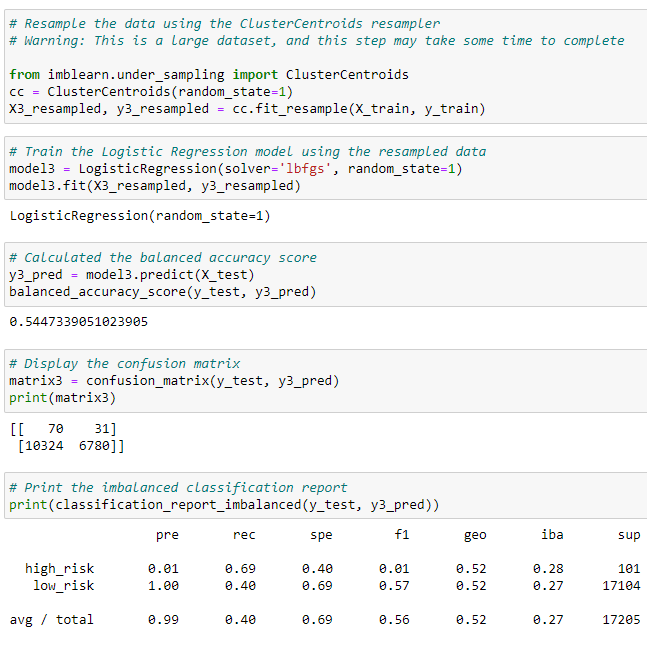 # Resample the data using the ClusterCentroids resampler
# Warning: This is a large dataset, and this step may take some time to complete
from imblearn.under_sampling import ClusterCentroids
cc = ClusterCentroids(random_state=1)
X3_resampled, y3_resampled = cc.fit_resample(X_train, y_train)
# Train the Logistic Regression model using the resampled data
model3 = LogisticRegression(solver='lbfgs', random_state=1)
model3.fit(X3_resampled, y3_resampled)
LogisticRegression(random_state=1)
# Calculated the balanced accuracy score
y3_pred = model3.predict(X_test)
balanced_accuracy_score(y_test, y3_pred)
0.5447339051023905
# Display the confusion matrix
matrix3 = confusion_matrix(y_test, y3_pred)
print(matrix3)
[[   70    31]
 [10324  6780]]
# Print the imbalanced classification report
print(classification_report_imbalanced(y_test, y3_pred))
pre rec spe f1 geo iba sup
high_risk 0.01 0.69 0.40 0.01 0.52 0.28 101
low_risk 1.00 0.40 0.69 0.57 0.52 0.27 17104
avg / total 0.99 0.40 0.69 0.56 0.52 0.27 17205